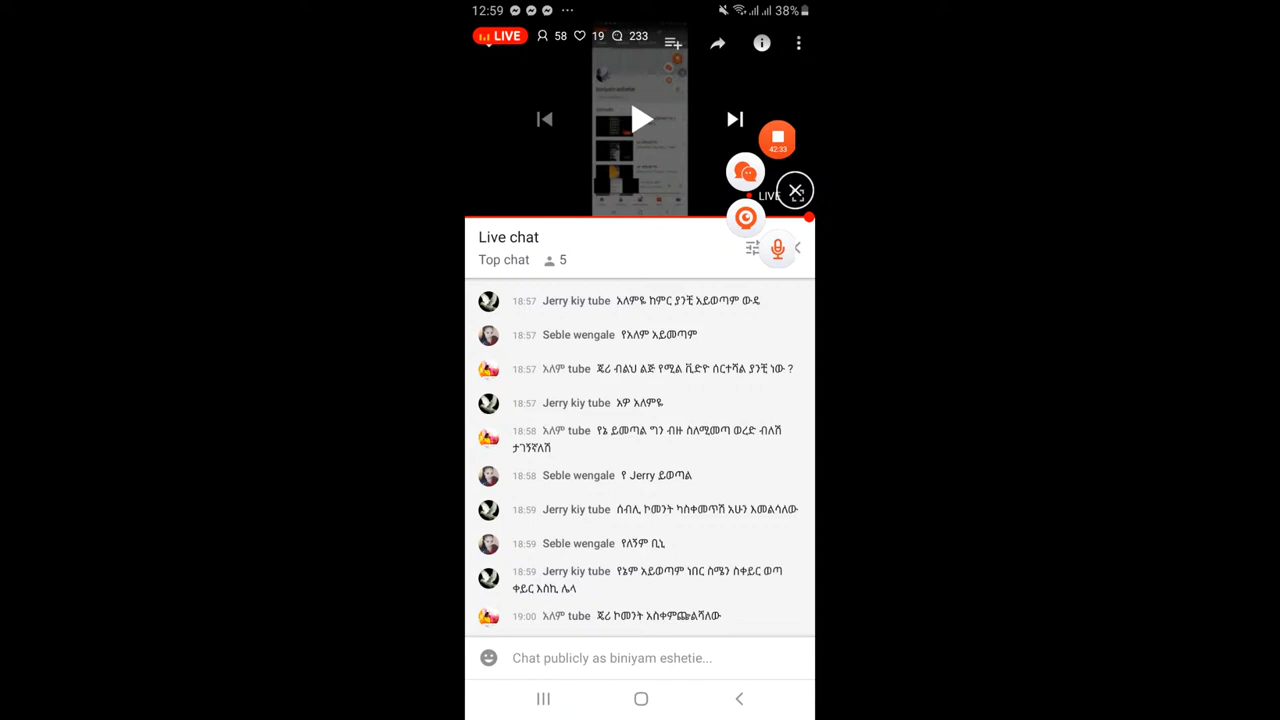 12:59 ... 38%
LIVE 58 19 233
42:33
LIVE
Live chat
Top chat 5
18:57 Jerry kiy tube አለምዬ ከምር ያንቺ አይወጣም ውዴ
18:57 Seble wengale የአለም አይመጣም
18:57 አለም tube ጄሪ ብልህ ልጅ የሚል ቪድዮ ሰርተሻል ያንቺ ነው ?
18:57 Jerry kiy tube አዎ አለምዬ
18:58 አለም tube የኔ ይመጣል ግን ብዙ ስለሚመጣ ወረድ ብለሽ
ታገኝኛለሽ
18:58 Seble wengale የ Jerry ይወጣል
18:59 Jerry kiy tube ሰብሊ ኮመንት ካስቀመጥሽ አሁን እመልሳለው
18:59 Seble wengale የለኝም ቢኒ
18:59 Jerry kiy tube የኔም አይወጣም ነበር ስሜን ስቀይር ወጣ
ቀይር እስኪ ሌላ
19:00 አለም tube ጄሪ ኮመንት አስቀምጬልሻለው
Chat publicly as biniyam eshetie...